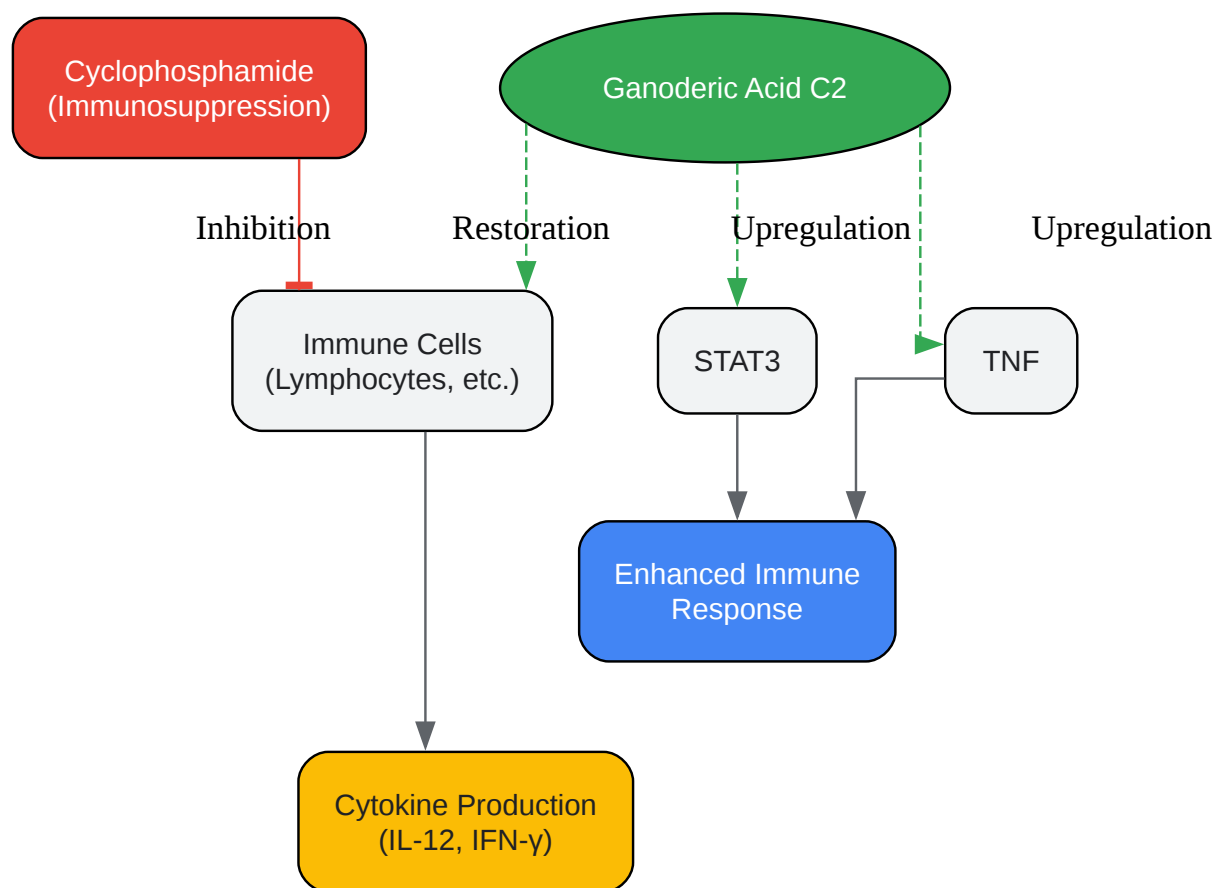 Cyclophosphamide
(Immunosuppression)
Ganoderic Acid C2
Inhibition
Restoration
Upregulation
Upregulation
Immune Cells
(Lymphocytes, etc.)
STAT3
TNF
Enhanced Immune
Response
Cytokine Production
(IL-12, IFN-γ)